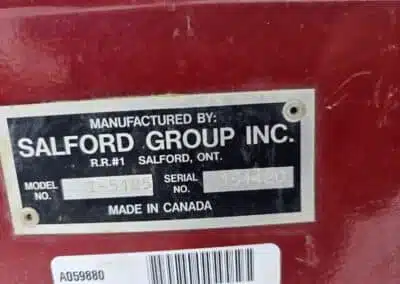 MANUFACTURED BY:
SALFORD GROUP INC.
R.R.#1 SALFORD, ONT.
MODEL NO. SERIAL NO.
MADE IN CANADA
A059880